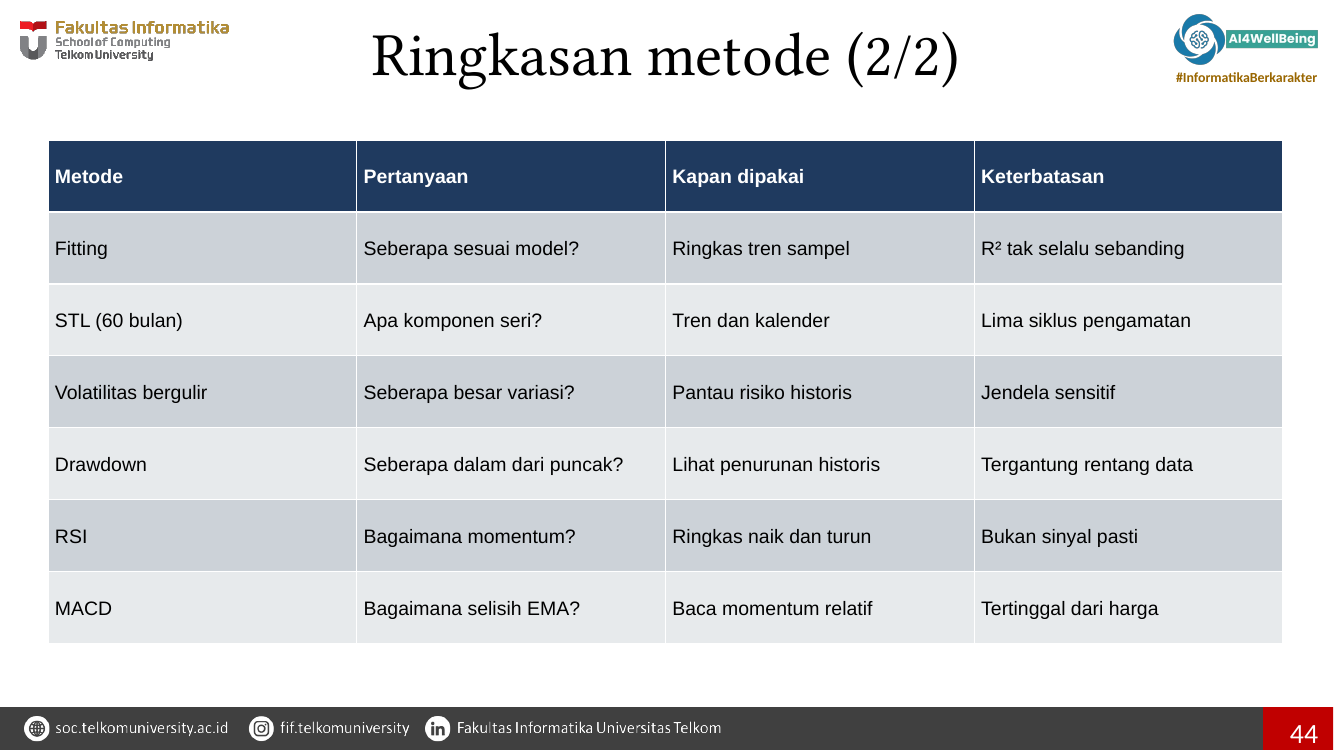 Fakultas Informatika
School of Computing
Telkom University
Ringkasan metode (2/2)
AI4WellBeing
#InformatikaBerkarakter
Metode Pertanyaan Kapan dipakai Keterbatasan
Fitting Seberapa sesuai model? Ringkas tren sampel R² tak selalu sebanding
STL (60 bulan) Apa komponen seri? Tren dan kalender Lima siklus pengamatan
Volatilitas bergulir Seberapa besar variasi? Pantau risiko historis Jendela sensitif
Drawdown Seberapa dalam dari puncak? Lihat penurunan historis Tergantung rentang data
RSI Bagaimana momentum? Ringkas naik dan turun Bukan sinyal pasti
MACD Bagaimana selisih EMA? Baca momentum relatif Tertinggal dari harga
soc.telkomuniversity.ac.id fif.telkomuniversity in Fakultas Informatika Universitas Telkom
44